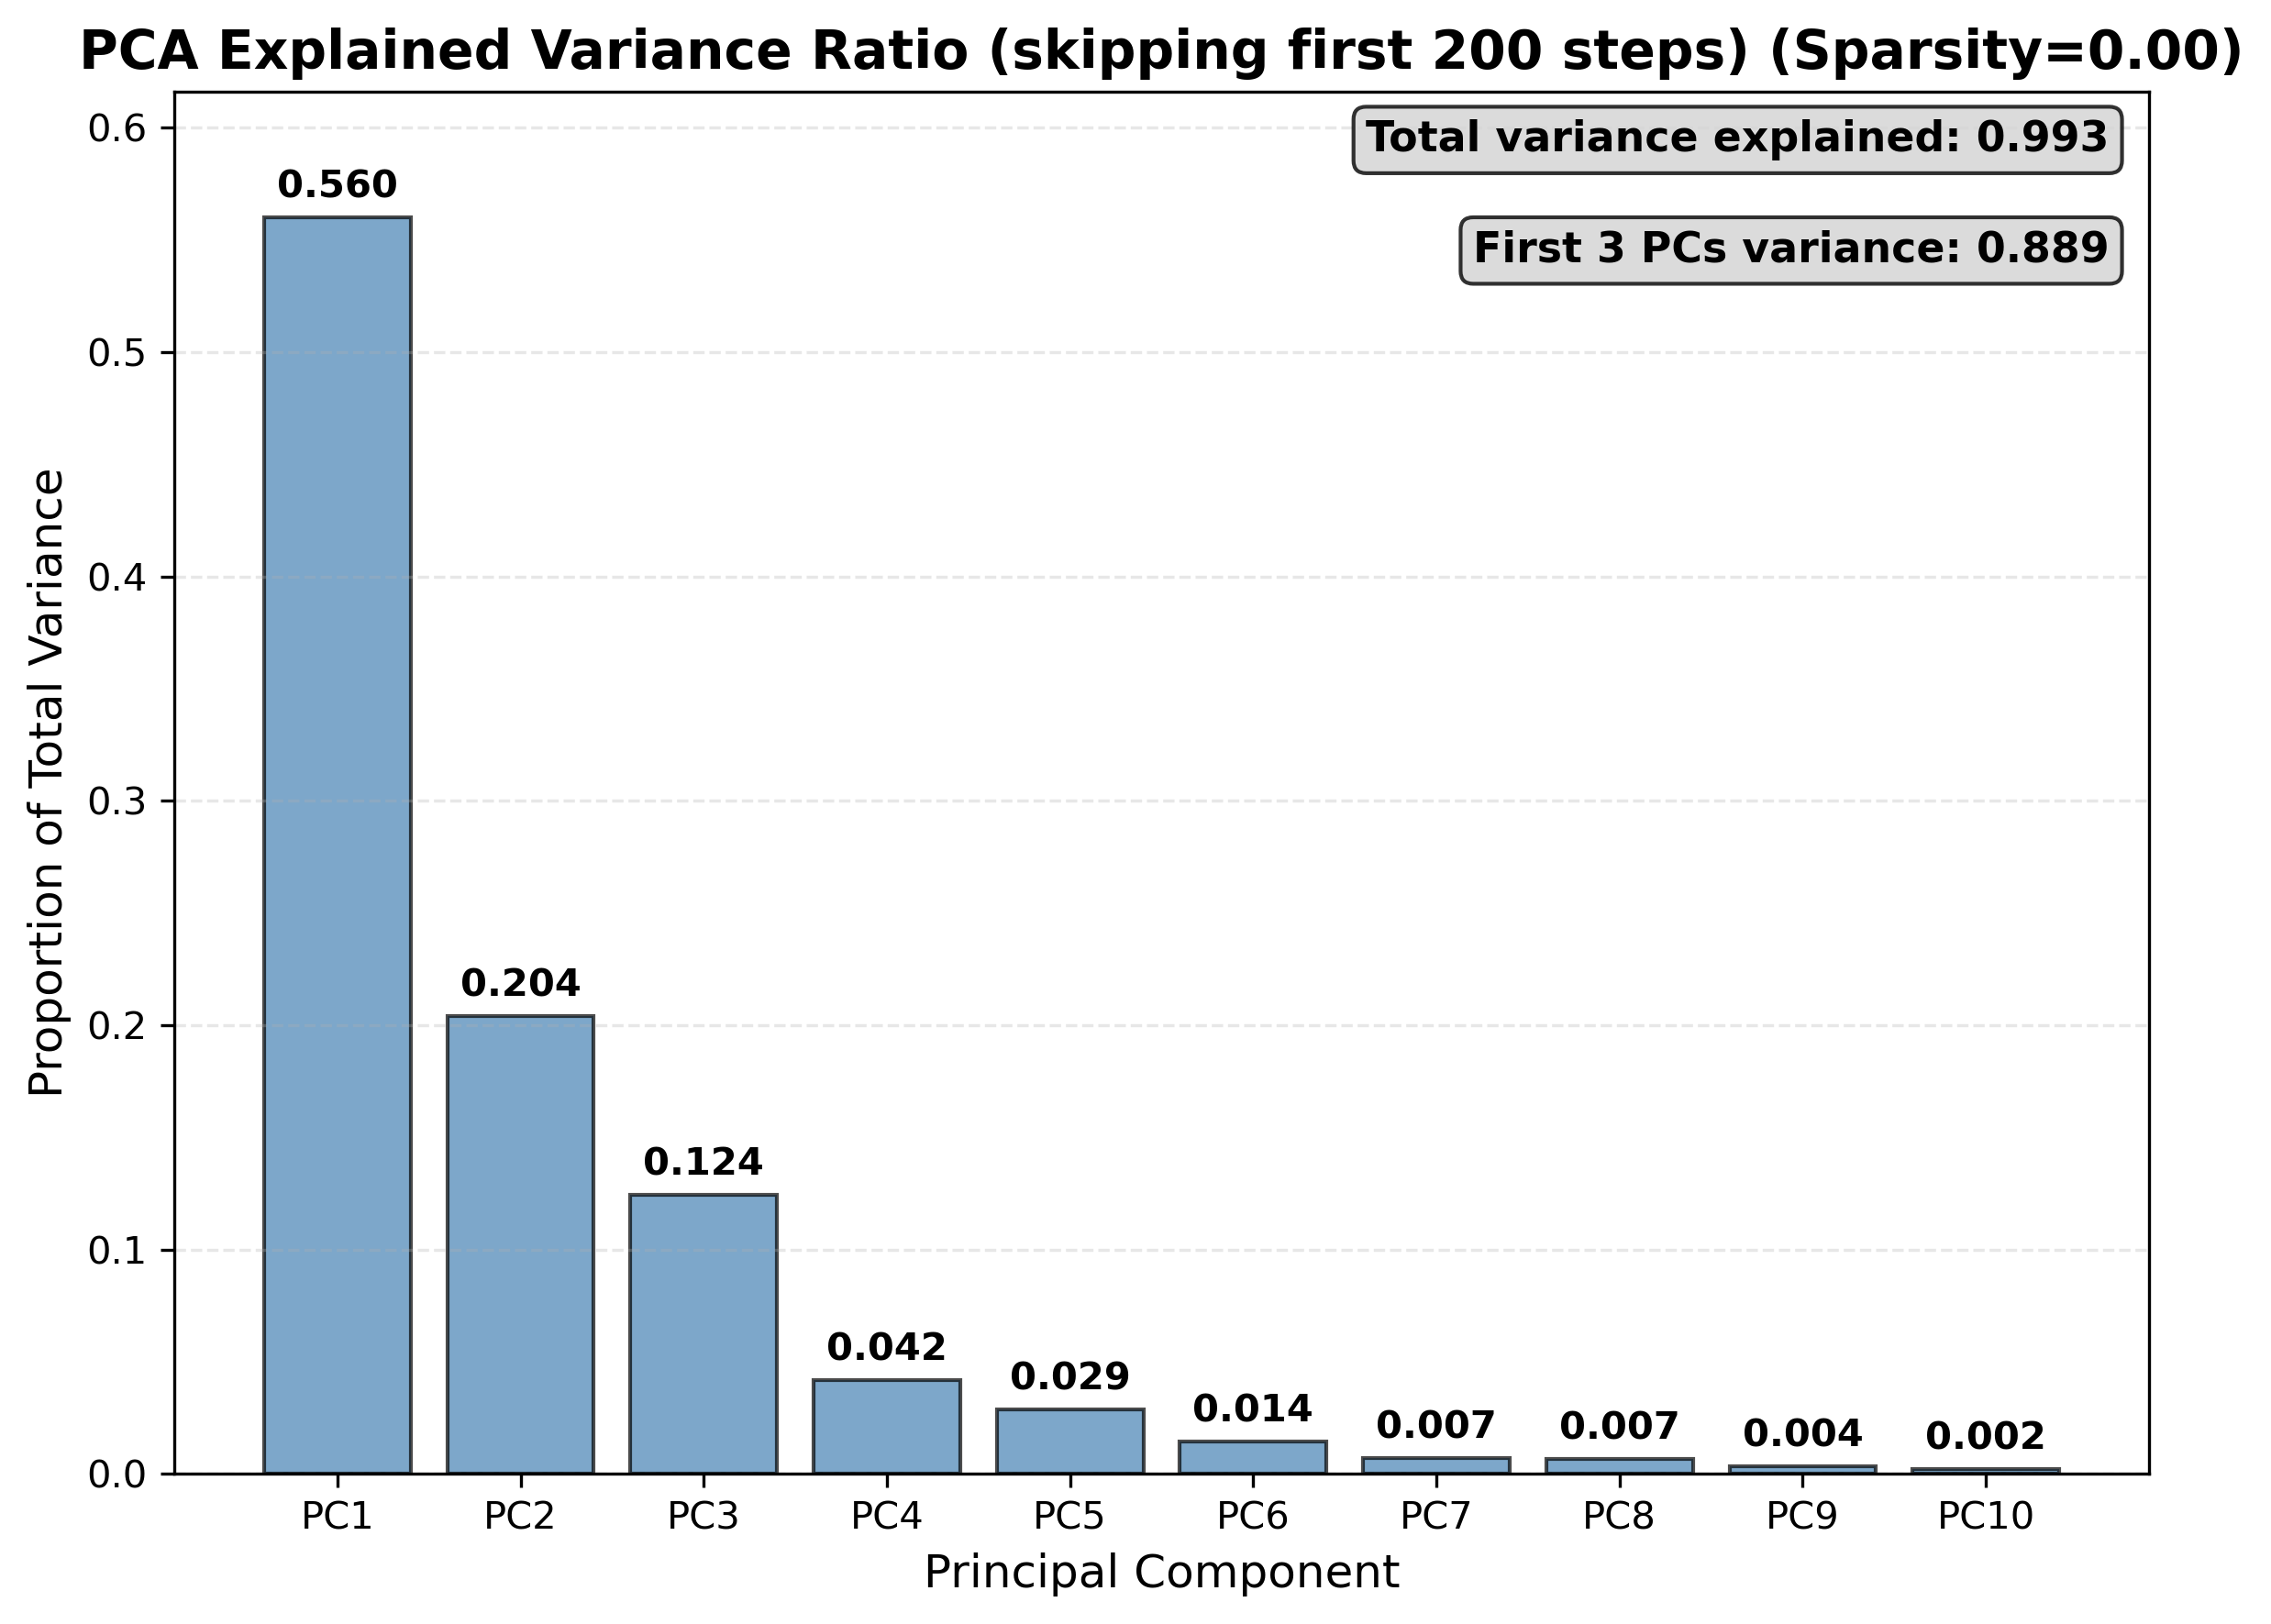 PCA Explained Variance Ratio (skipping first 200 steps) (Sparsity=0.00)
Total variance explained: 0.993
First 3 PCs variance: 0.889
Proportion of Total Variance
0.6
0.5
0.4
0.3
0.2
0.1
0.0
0.560
0.204
0.124
0.042
0.029
0.014
0.007
0.007
0.004
0.002
PC1 PC2 PC3 PC4 PC5 PC6 PC7 PC8 PC9 PC10
Principal Component